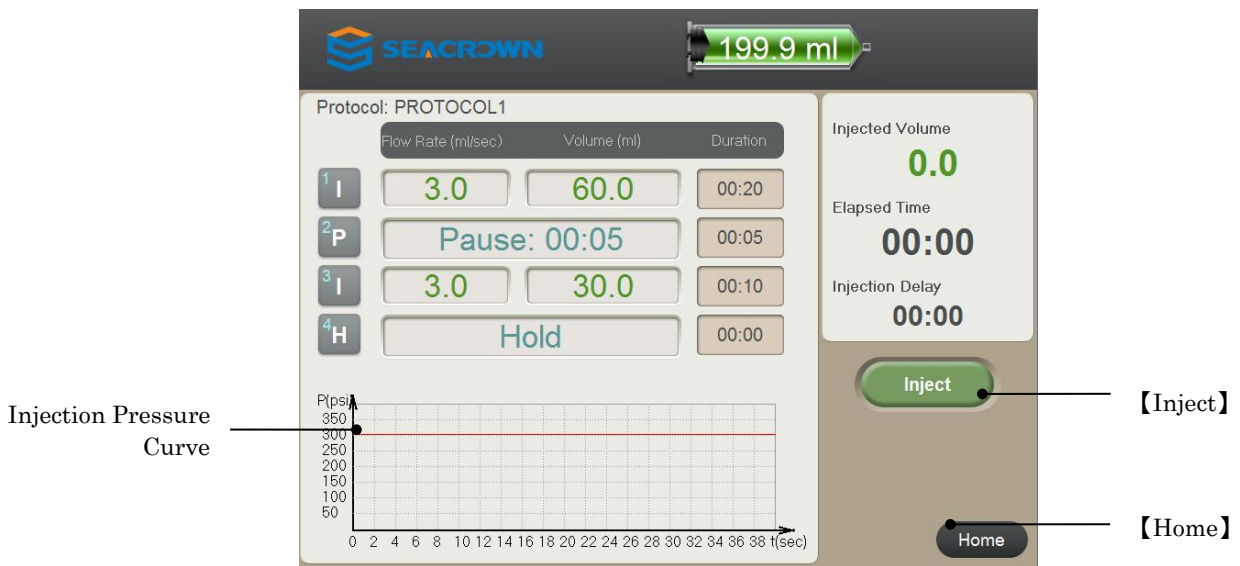 SEACROWN
199.9 ml
Protocol: PROTOCOL1
Flow Rate (ml/sec) Volume (ml) Duration
1 I 3.0 60.0 00:20
2 P Pause: 00:05 00:05
3 I 3.0 30.0 00:10
4 H Hold 00:00
Injected Volume
0.0
Elapsed Time
00:00
Injection Delay
00:00
Inject
【Inject】
Injection Pressure
Curve
P(psi)
350
300
250
200
150
100
50
0 2 4 6 8 10 12 14 16 18 20 22 24 26 28 30 32 34 36 38 t(sec)
Home
【Home】